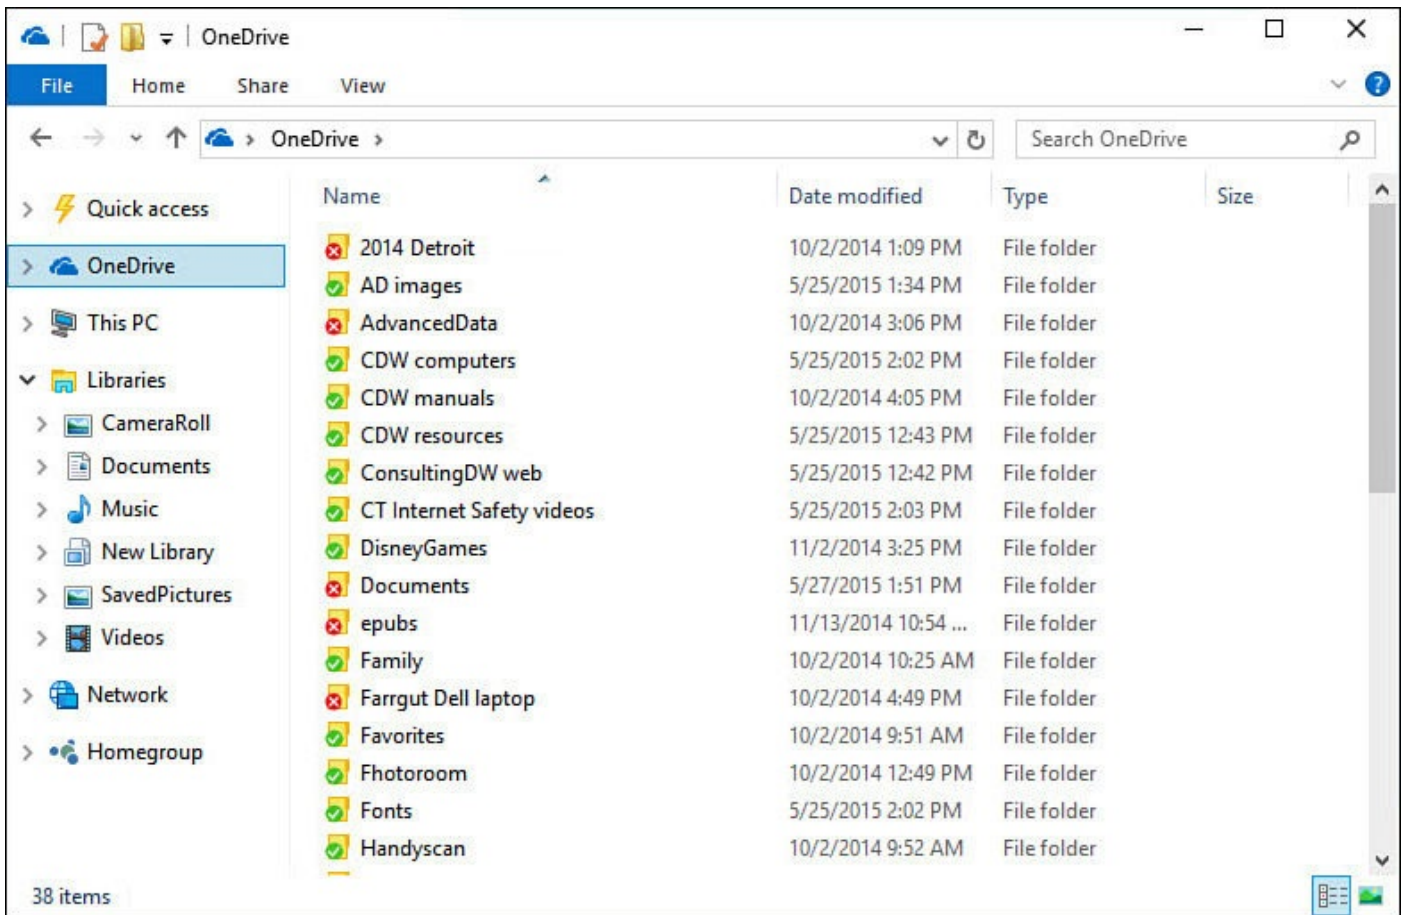 OneDrive
File Home Share View
OneDrive Search OneDrive
Quick access
OneDrive
This PC
Libraries
CameraRoll
Documents
Music
New Library
SavedPictures
Videos
Network
Homegroup
Name Date modified Type Size
2014 Detroit 10/2/2014 1:09 PM File folder
AD images 5/25/2015 1:34 PM File folder
AdvancedData 10/2/2014 3:06 PM File folder
CDW computers 5/25/2015 2:02 PM File folder
CDW manuals 10/2/2014 4:05 PM File folder
CDW resources 5/25/2015 12:43 PM File folder
ConsultingDW web 5/25/2015 12:42 PM File folder
CT Internet Safety videos 5/25/2015 2:03 PM File folder
DisneyGames 11/2/2014 3:25 PM File folder
Documents 5/27/2015 1:51 PM File folder
epubs 11/13/2014 10:54 ... File folder
Family 10/2/2014 10:25 AM File folder
Farrgut Dell laptop 10/2/2014 4:49 PM File folder
Favorites 10/2/2014 9:51 AM File folder
Fhotoroom 10/2/2014 12:49 PM File folder
Fonts 5/25/2015 2:02 PM File folder
Handyscan 10/2/2014 9:52 AM File folder
38 items